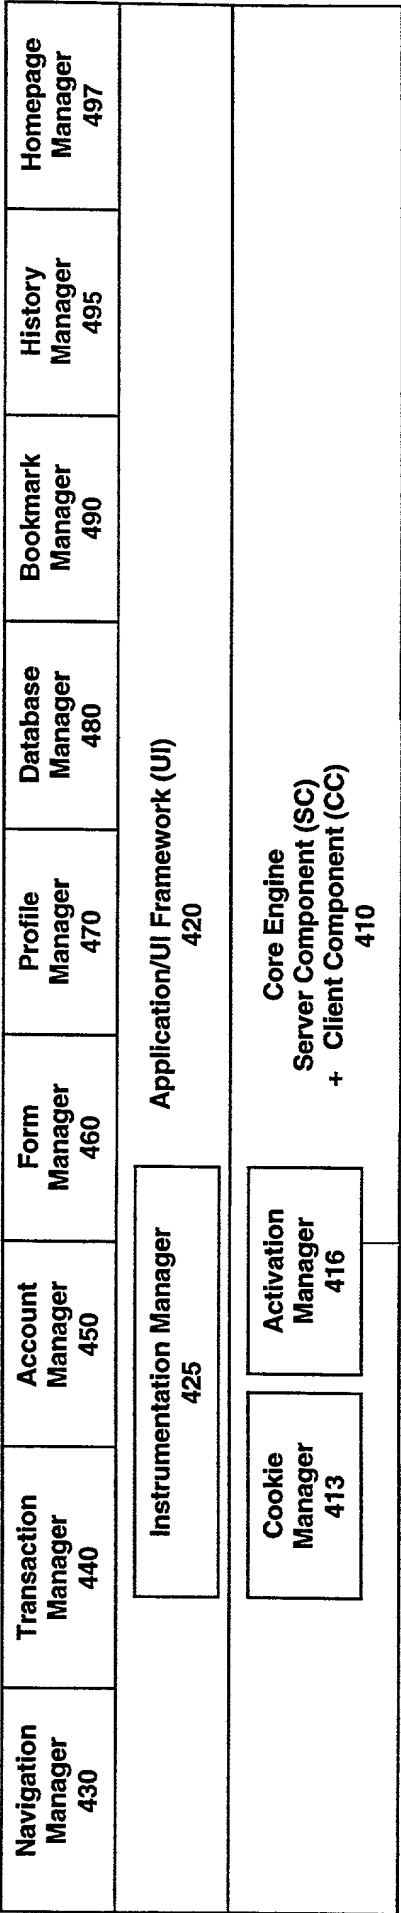 Navigation
Manager
430
Transaction
Manager
440
Account
Manager
450
Form
Manager
460
Profile
Manager
470
Database
Manager
480
Bookmark
Manager
490
History
Manager
495
Homepage
Manager
497
Instrumentation Manager
425
Application/UI Framework (UI)
420
Cookie
Manager
413
Activation
Manager
416
Core Engine
Server Component (SC)
+ Client Component (CC)
410